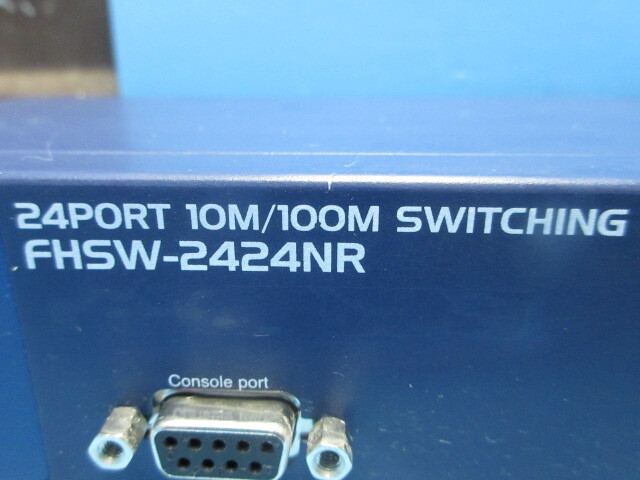 24PORT 10M/100M SWITCHING
FHSW-2424NR
Console port